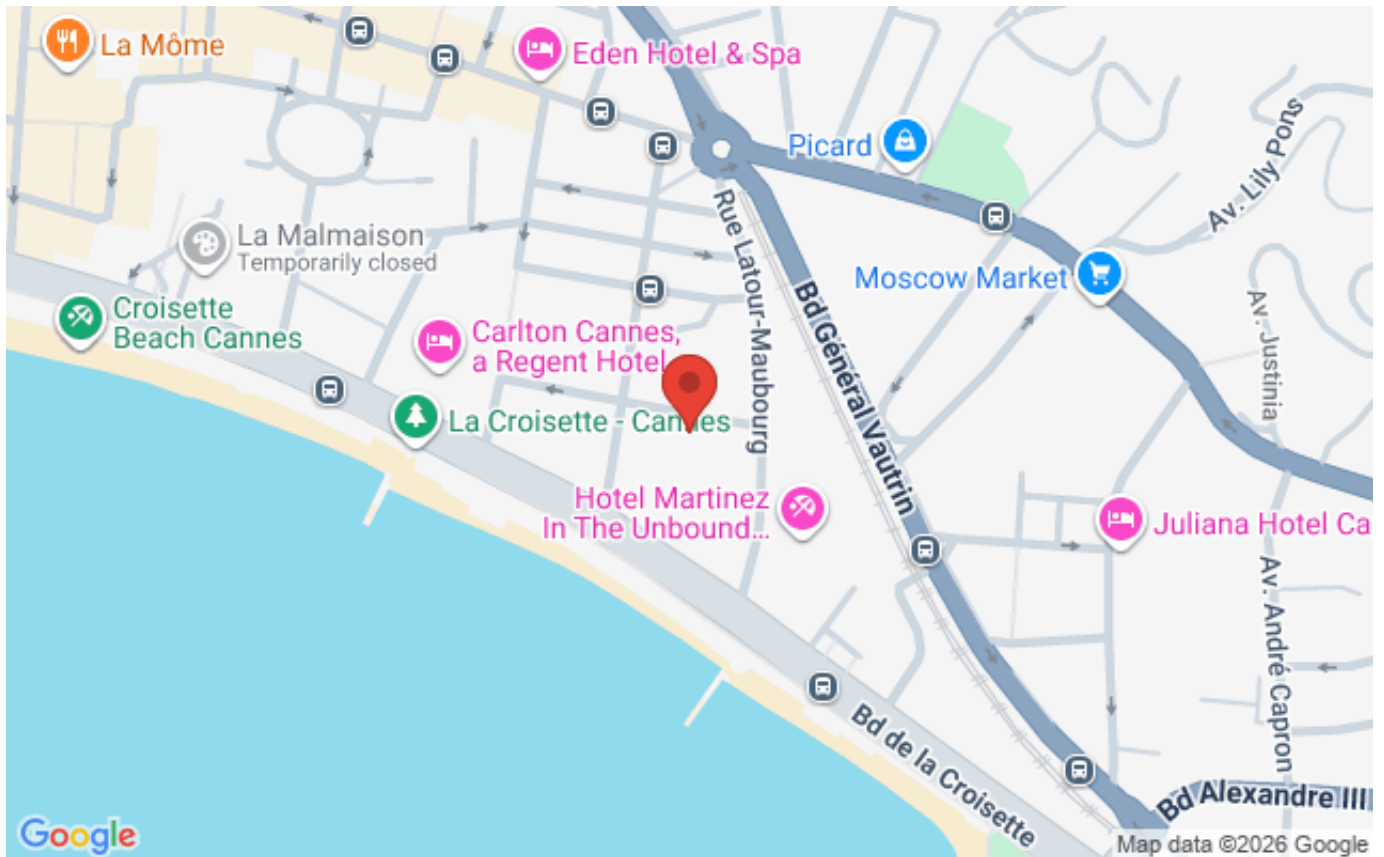 La Môme
Eden Hotel & Spa
Picard
Av. Lily Pons
Rue Latour-Maubourg
La Malmaison
Temporarily closed
Moscow Market
Bd Général Vautrin
Av. Justinia
Croisette
Beach Cannes
Carlton Cannes,
a Regent Hotel
La Croisette - Cannes
Hotel Martinez
In The Unbound...
Juliana Hotel Ca
Av. André Capron
Bd de la Croisette
Bd Alexandre III
Google
Map data ©2026 Google